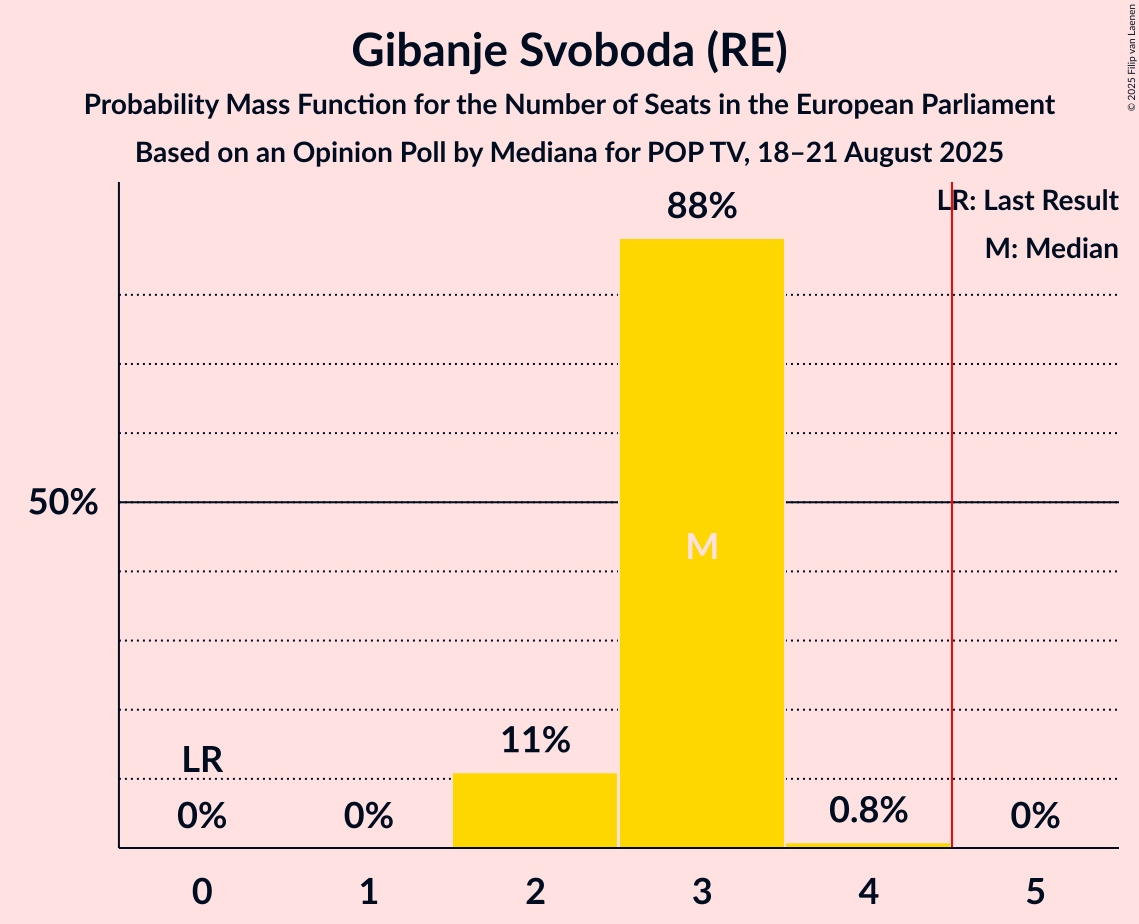 Gibanje Svoboda (RE)
Probability Mass Function for the Number of Seats in the European Parliament
Based on an Opinion Poll by Mediana for POP TV, 18–21 August 2025
© 2025 Filip van Laenen
LR: Last Result
M: Median
88%
50%
M
11%
LR
0%
0%
0.8%
0%
0
1
2
3
4
5